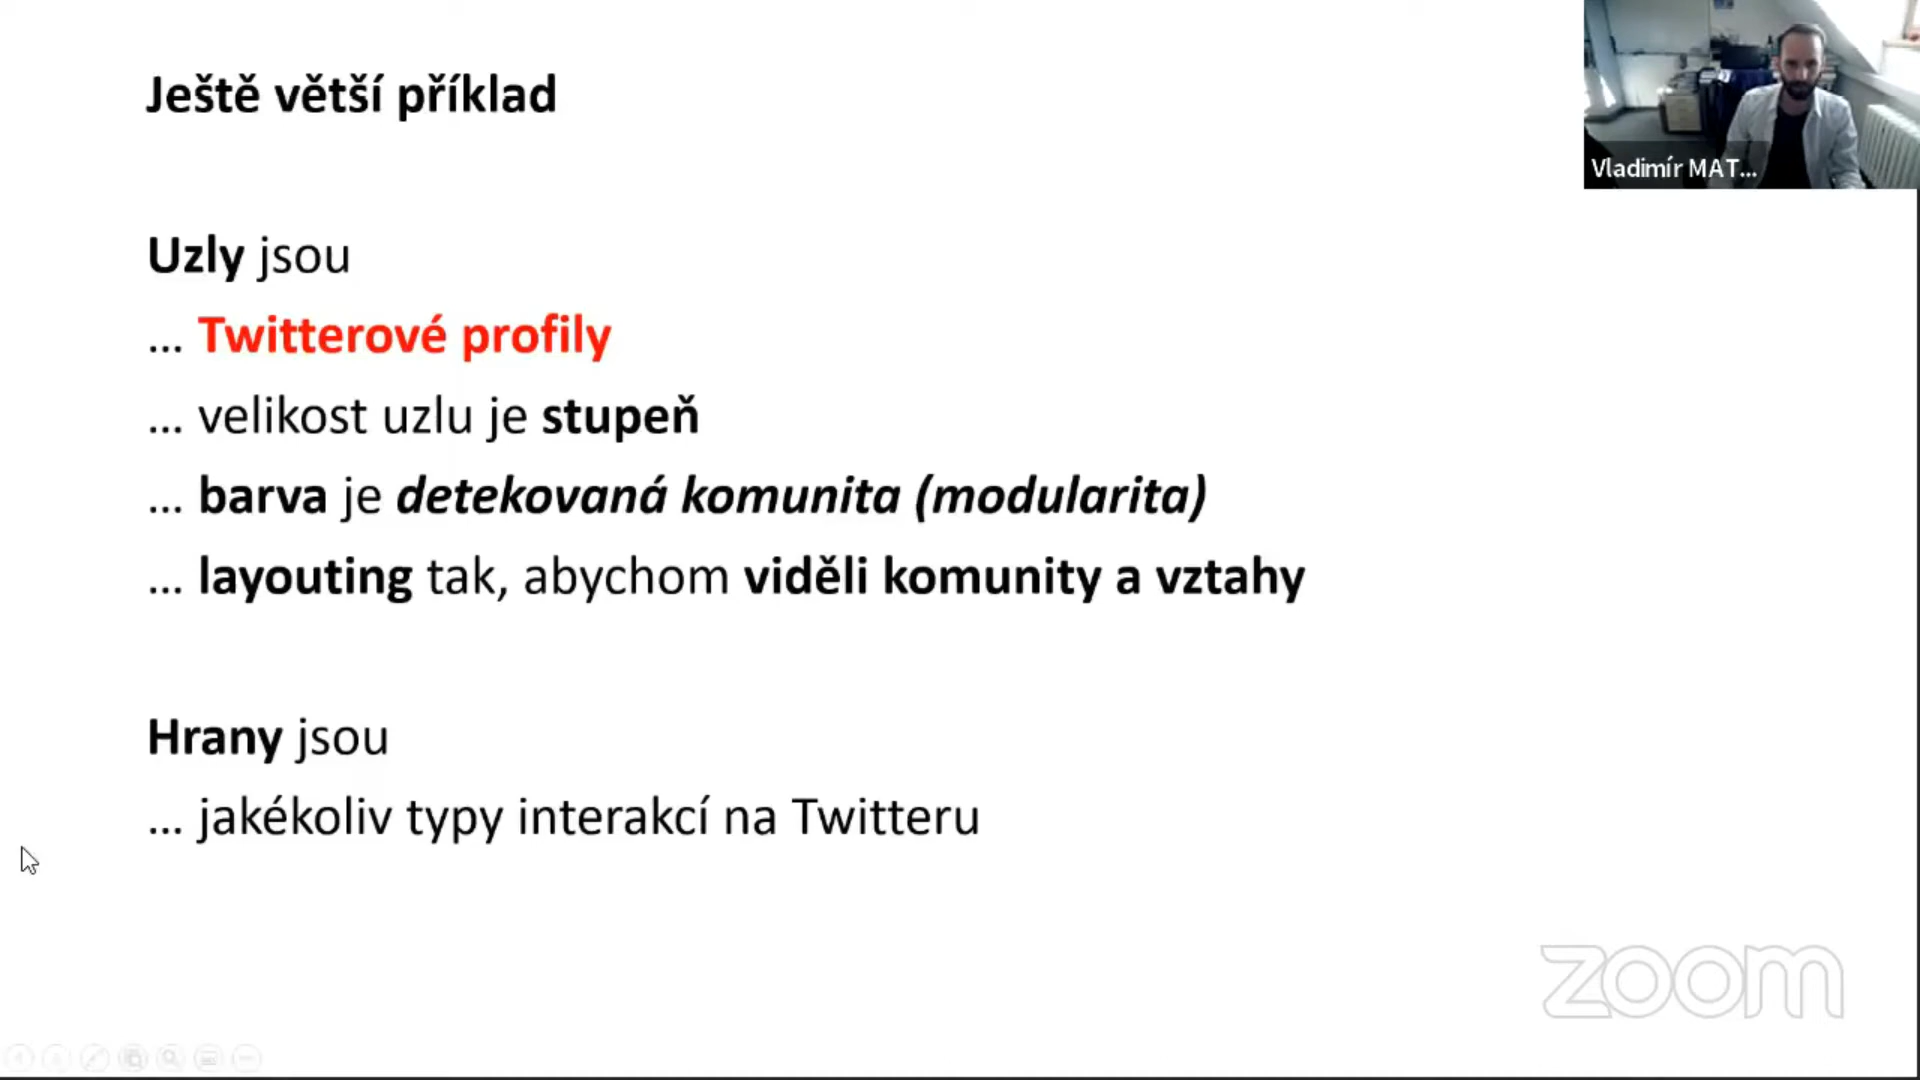 Ještě větší příklad
Vladimír MAT...
Uzly jsou
... Twitterové profily
... velikost uzlu je stupeň
... barva je detekovaná komunita (modularita)
... layouting tak, abychom viděli komunity a vztahy
Hrany jsou
... jakékoliv typy interakcí na Twitteru
zoom